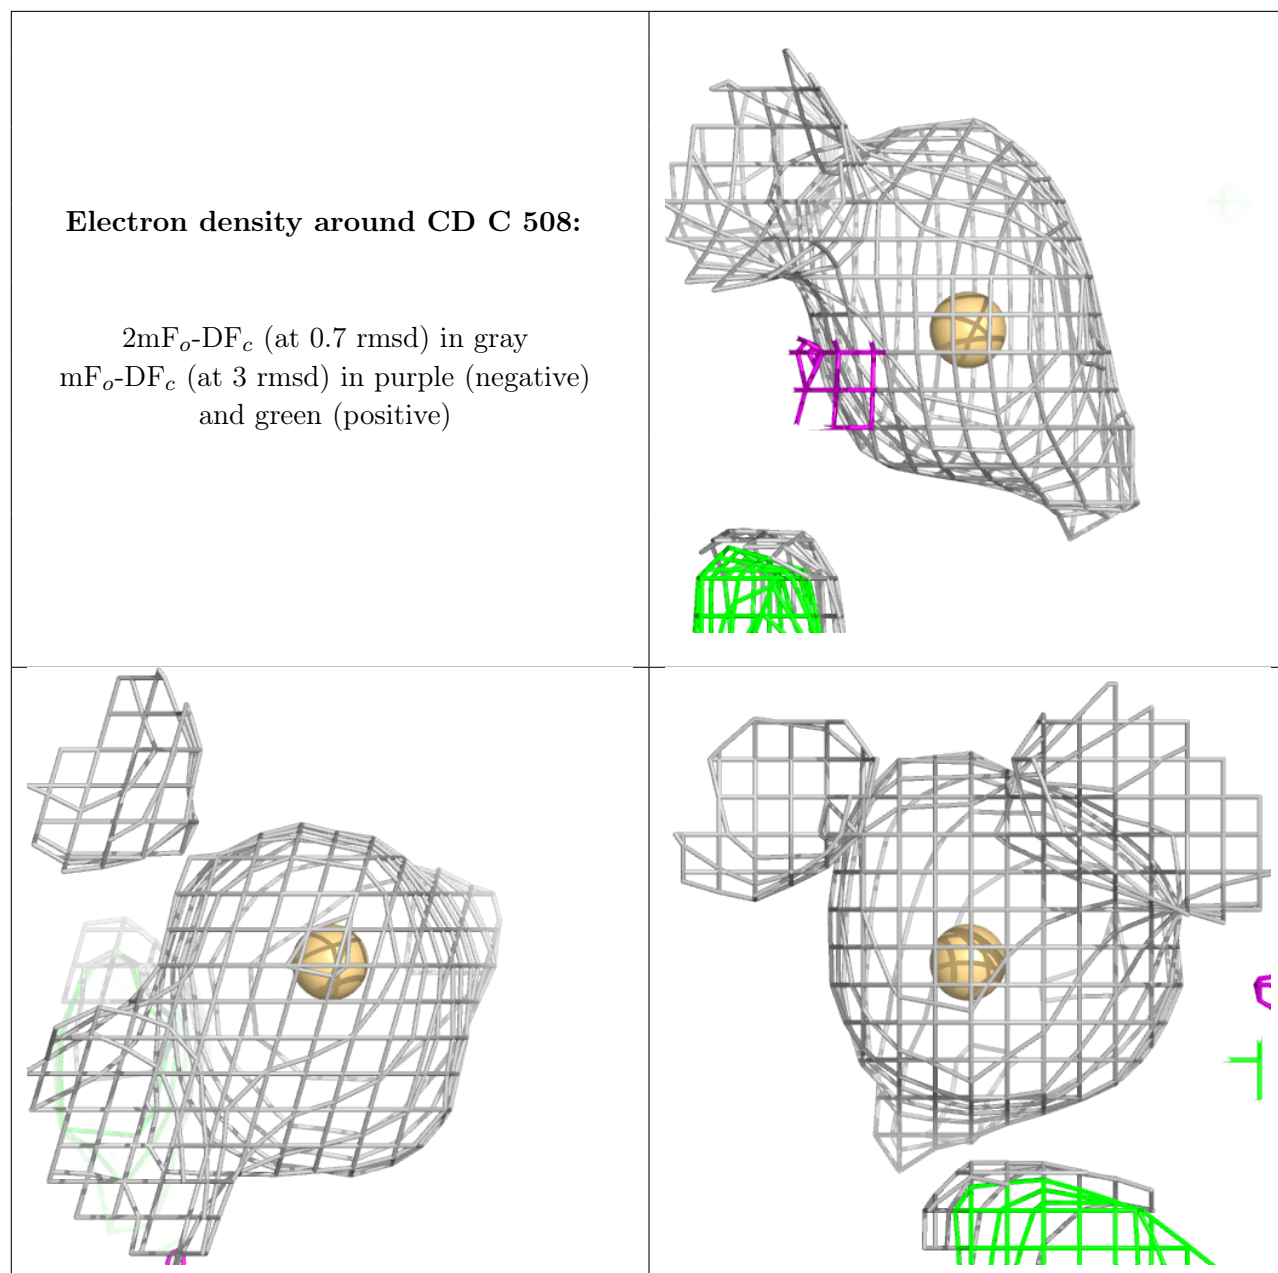 Electron density around CD C 508:
2mFₒ-DF𝒸 (at 0.7 rmsd) in gray
mFₒ-DF𝒸 (at 3 rmsd) in purple (negative)
and green (positive)